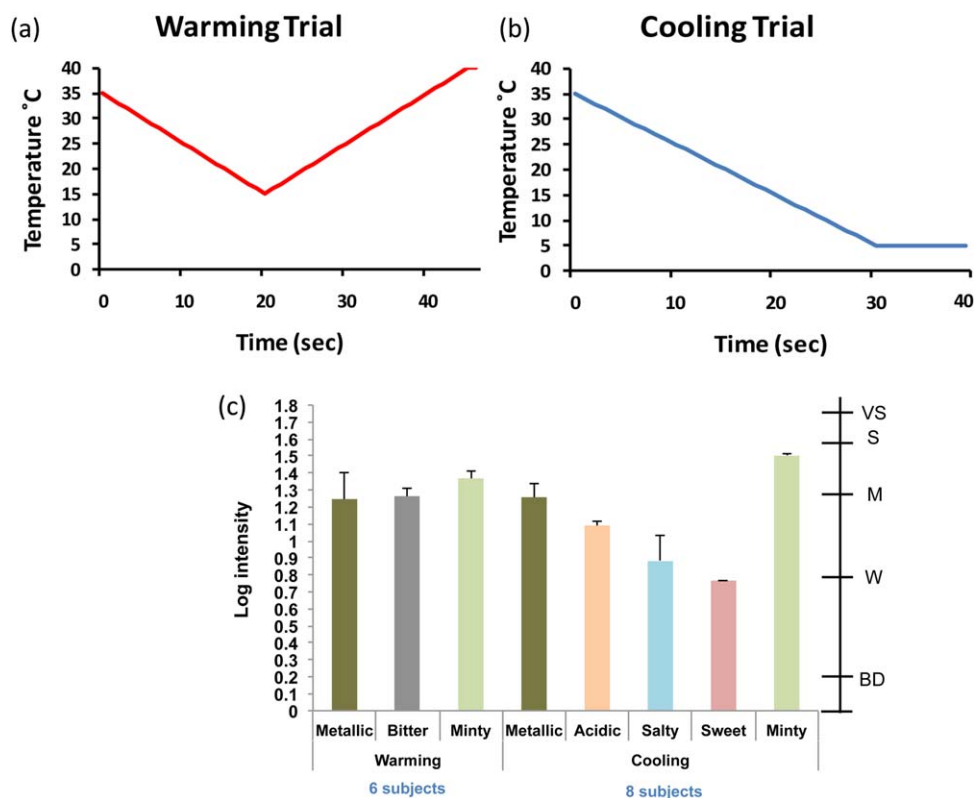 (a) Warming Trial
40
35
30
25
20
15
10
5
0
Temperature ˚C
0 10 20 30 40
Time (sec)
(b) Cooling Trial
40
35
30
25
20
15
10
5
0
Temperature ˚C
0 10 20 30 40
Time (sec)
(c)
1.8
1.7
1.6
1.5
1.4
1.3
1.2
1.1
1
0.9
0.8
0.7
0.6
0.5
0.4
0.3
0.2
0.1
0
Log intensity
VS
S
M
W
BD
Metallic Bitter Minty Metallic Acidic Salty Sweet Minty
Warming Cooling
6 subjects 8 subjects